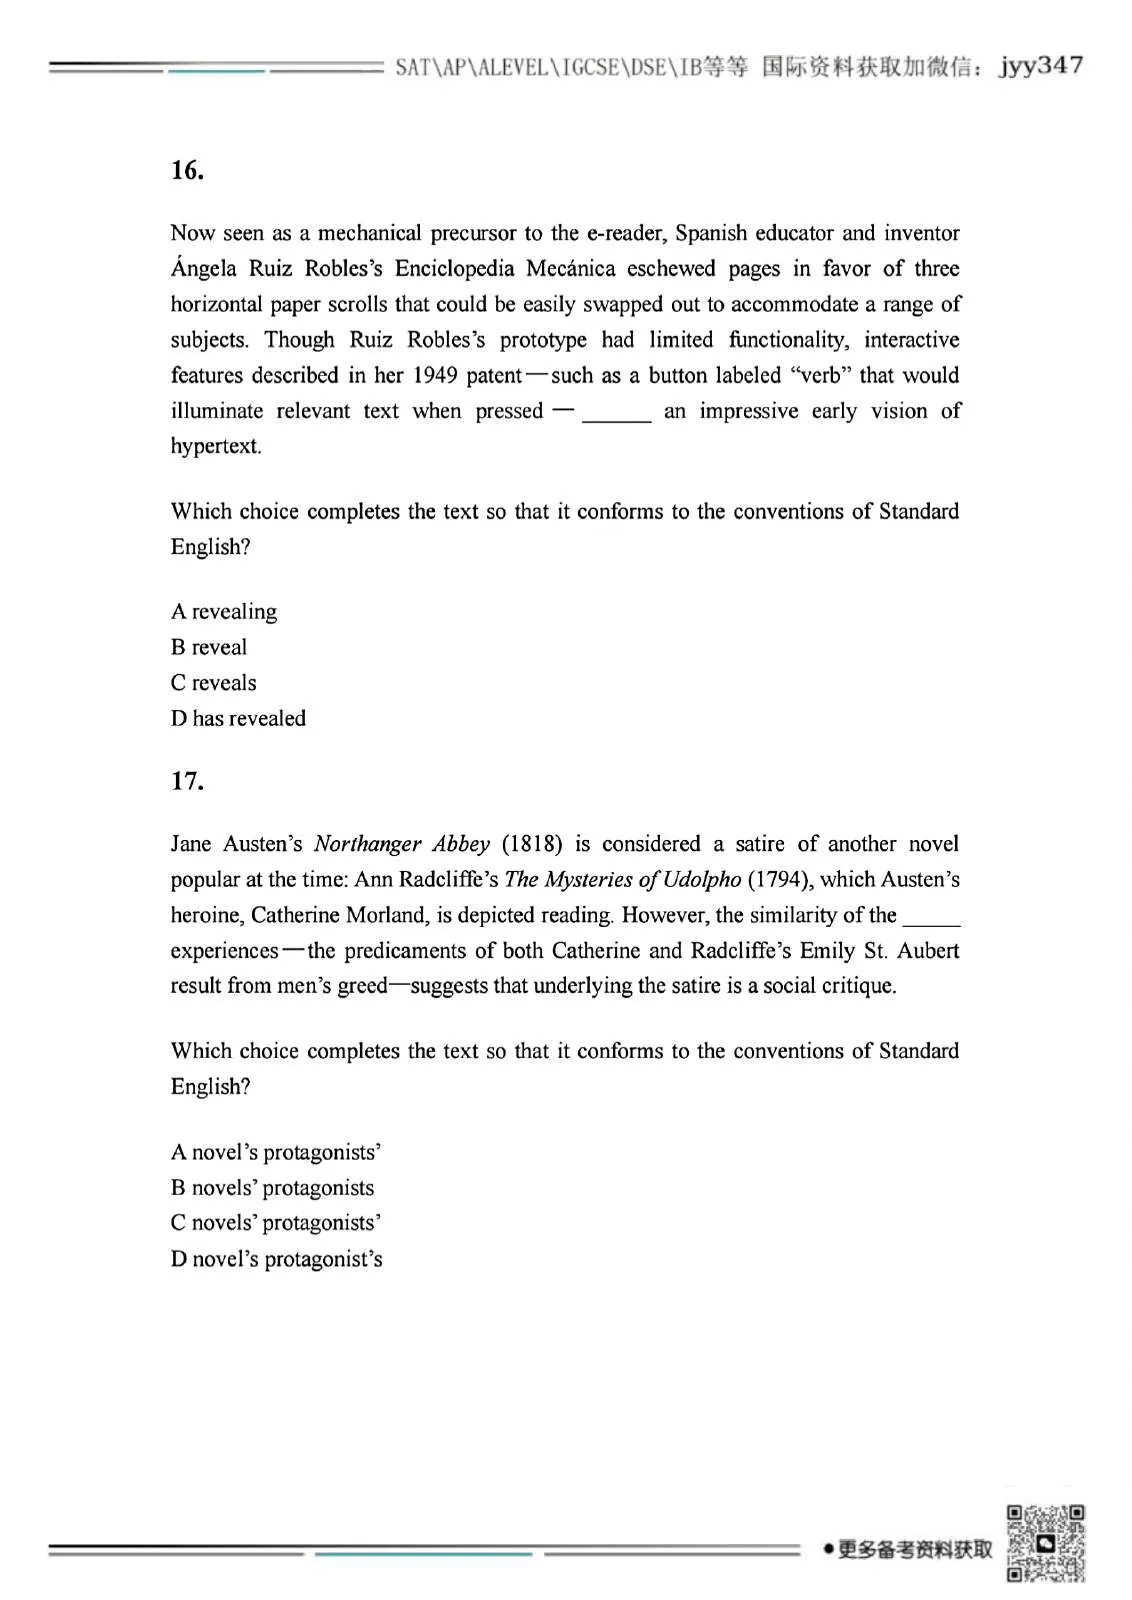 SAT\AP\ALEVEL\IGCSE\DSE\IB等等 国际资料获取加微信：jyy347
16.
Now seen as a mechanical precursor to the e-reader, Spanish educator and inventor
Ángela Ruiz Robles’s Enciclopedia Mecánica eschewed pages in favor of three
horizontal paper scrolls that could be easily swapped out to accommodate a range of
subjects. Though Ruiz Robles’s prototype had limited functionality, interactive
features described in her 1949 patent—such as a button labeled “verb” that would
illuminate relevant text when pressed — ______ an impressive early vision of
hypertext.
Which choice completes the text so that it conforms to the conventions of Standard
English?
A revealing
B reveal
C reveals
D has revealed
17.
Jane Austen’s Northanger Abbey (1818) is considered a satire of another novel
popular at the time: Ann Radcliffe’s The Mysteries of Udolpho (1794), which Austen’s
heroine, Catherine Morland, is depicted reading. However, the similarity of the _____
experiences—the predicaments of both Catherine and Radcliffe’s Emily St. Aubert
result from men’s greed—suggests that underlying the satire is a social critique.
Which choice completes the text so that it conforms to the conventions of Standard
English?
A novel’s protagonists’
B novels’ protagonists
C novels’ protagonists’
D novel’s protagonist’s
●更多备考资料获取